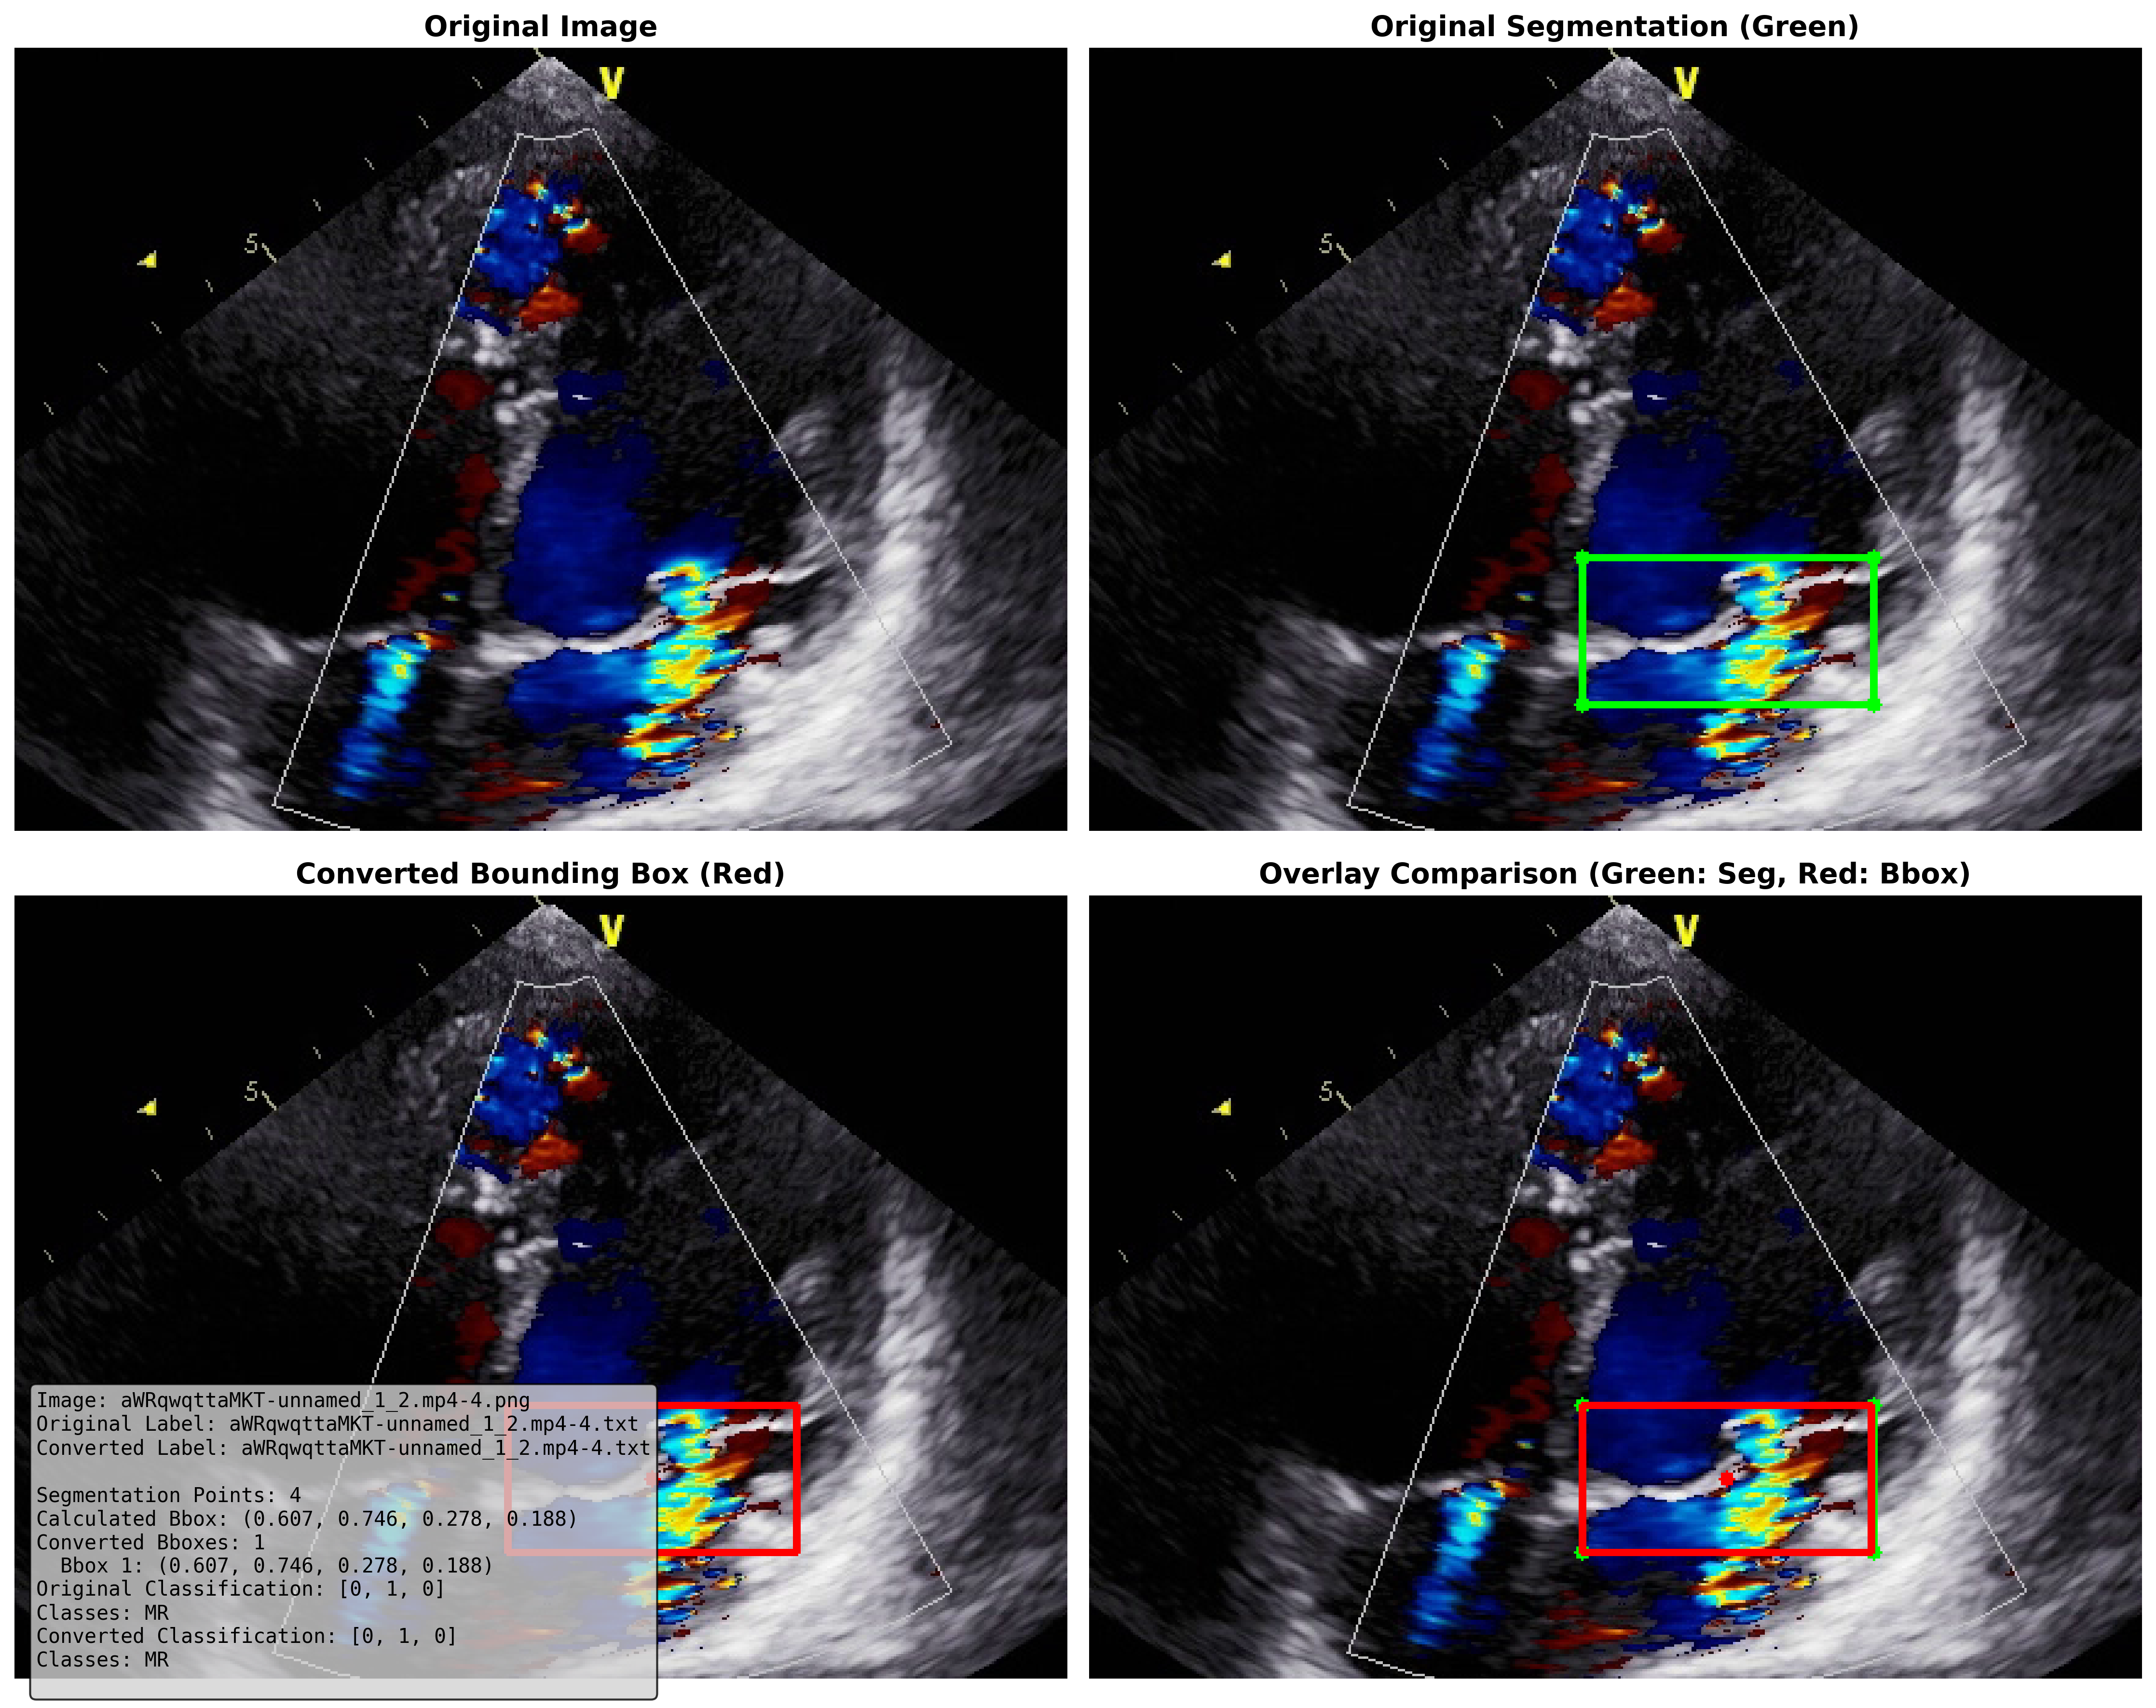 Original Image
Original Segmentation (Green)
V
5
V
5
Converted Bounding Box (Red)
Overlay Comparison (Green: Seg, Red: Bbox)
V
5
V
5
Image: aWRqwqttaMKT-unnamed_1_2.mp4-4.png
Original Label: aWRqwqttaMKT-unnamed_1_2.mp4-4.txt
Converted Label: aWRqwqttaMKT-unnamed_1_2.mp4-4.txt
Segmentation Points: 4
Calculated Bbox: (0.607, 0.746, 0.278, 0.188)
Converted Bboxes: 1
Bbox 1: (0.607, 0.746, 0.278, 0.188)
Original Classification: [0, 1, 0]
Classes: MR
Converted Classification: [0, 1, 0]
Classes: MR